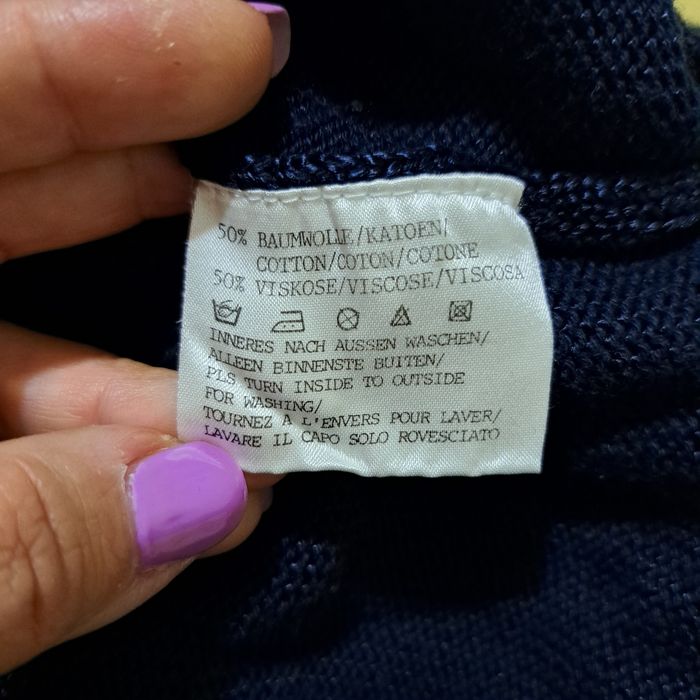 50% BAUMWOLLE/KATOEN/
COTTON/COTON/COTONE
50% VISKOSE/VISCOSE/VISCOSA
INNERES NACH AUSSEN WASCHEN/
ALLEEN BINNENSTE BUITEN/
PLS TURN INSIDE TO OUTSIDE
FOR WASHING/
TOURNEZ A L'ENVERS POUR LAVER/
LAVARE IL CAPO SOLO ROVESCIATO